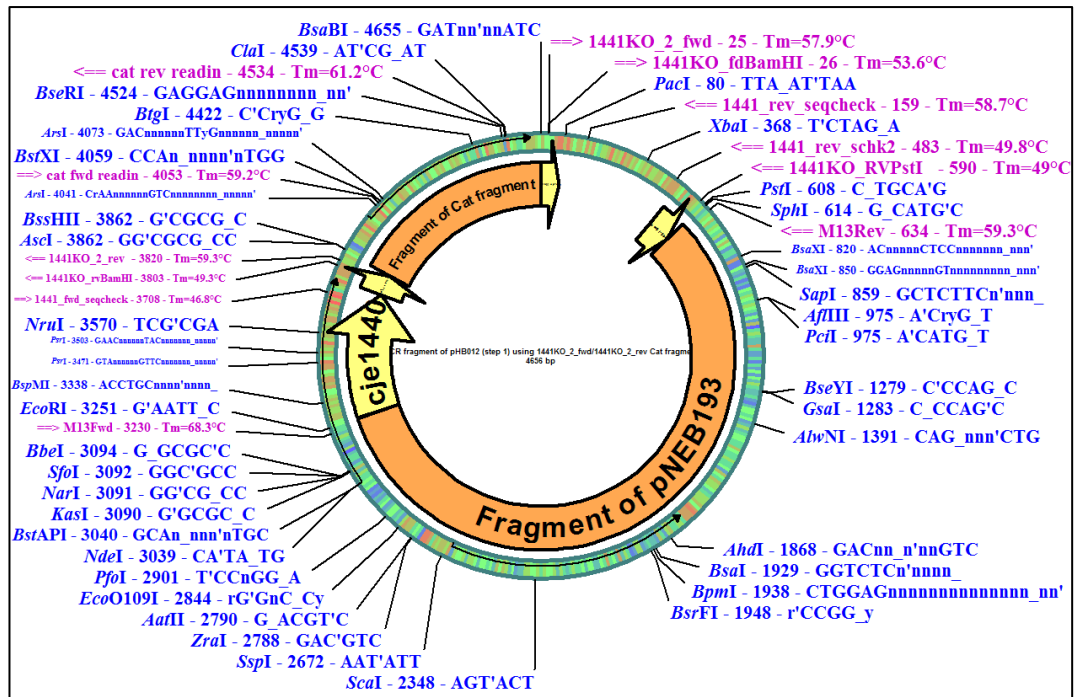 BsaBI - 4655 - GATnn'nnATC
ClaI - 4539 - AT'CG_AT
<== cat rev readin - 4534 - Tm=61.2°C
BseRI - 4524 - GAGGAGnnnnnnnn_nn'
BtgI - 4422 - C'CryG_G
ArsI - 4073 - GACnnnnnnTTyGnnnnnn_nnnnn'
BstXI - 4059 - CCAn_nnnn'nTGG
==> cat fwd readin - 4053 - Tm=59.2°C
ArsI - 4041 - CrAAnnnnnnGTCnnnnnnnn_nnnnn'
BssHII - 3862 - G'CGCG_C
AscI - 3862 - GG'CGCG_CC
<== 1441KO_2_rev - 3820 - Tm=59.3°C
<== 1441KO_rvBamHI - 3803 - Tm=49.3°C
==> 1441_fwd_seqcheck - 3708 - Tm=46.8°C
NruI - 3570 - TCG'CGA
PsrI - 3503 - GAACnnnnnnTACnnnnnnn_nnnnn'
PsrI - 3471 - GTAnnnnnnGTTCnnnnnnn_nnnnn'
BspMI - 3338 - ACCTGCnnnn'nnnn_
EcoRI - 3251 - G'AATT_C
==> M13Fwd - 3230 - Tm=68.3°C
BbeI - 3094 - G_GCGC'C
SfoI - 3092 - GGC'GCC
NarI - 3091 - GG'CG_CC
KasI - 3090 - G'GCGC_C
BstAPI - 3040 - GCAn_nnn'nTGC
NdeI - 3039 - CA'TA_TG
PfoI - 2901 - T'CCnGG_A
EcoO109I - 2844 - rG'GnC_Cy
AatII - 2790 - G_ACGT'C
ZraI - 2788 - GAC'GTC
SspI - 2672 - AAT'ATT
ScaI - 2348 - AGT'ACT
==> 1441KO_2_fwd - 25 - Tm=57.9°C
==> 1441KO_fdBamHI - 26 - Tm=53.6°C
PacI - 80 - TTA_AT'TAA
<== 1441_rev_seqcheck - 159 - Tm=58.7°C
XbaI - 368 - T'CTAG_A
<== 1441_rev_schk2 - 483 - Tm=49.8°C
<== 1441KO_RVPstI - 590 - Tm=49°C
PstI - 608 - C_TGCA'G
SphI - 614 - G_CATG'C
<== M13Rev - 634 - Tm=59.3°C
BsaXI - 820 - ACnnnnnCTCCnnnnnnn_nnn'
BsaXI - 850 - GGAGnnnnnGTnnnnnnnnn_nnn'
SapI - 859 - GCTCTTCn'nnn_
AflIII - 975 - A'CryG_T
PciI - 975 - A'CATG_T
BseYI - 1279 - C'CCAG_C
GsaI - 1283 - C_CCAG'C
AlwNI - 1391 - CAG_nnn'CTG
AhdI - 1868 - GACnn_n'nnGTC
BsaI - 1929 - GGTCTCn'nnnn_
BpmI - 1938 - CTGGAGnnnnnnnnnnnnnn_nn'
BsrFI - 1948 - r'CCGG_y
Fragment of Cat fragment
cje1440
CR fragment of pHB012 (step 1) using 1441KO_2_fwd/1441KO_2_rev Cat fragme
4656 bp
Fragment of pNEB193